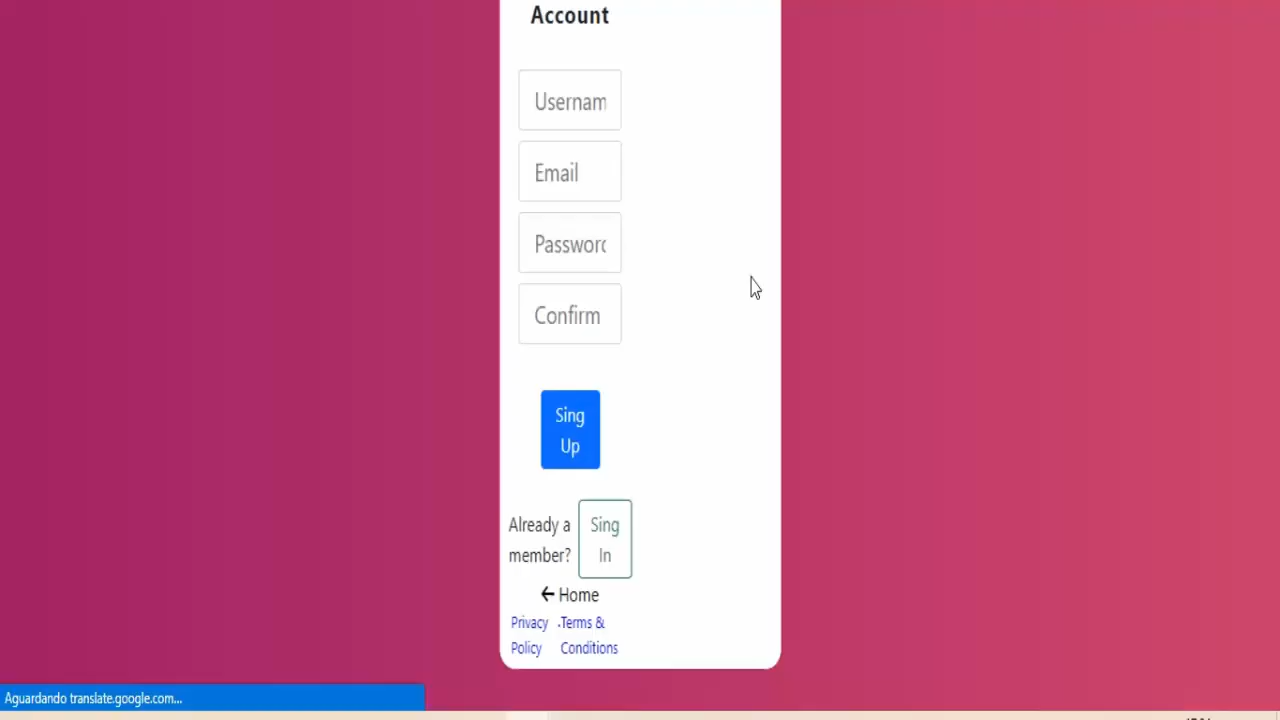 Account
Usernam
Email
Password
Confirm
Sing
Up
Already a
member?
Sing
In
Home
Privacy
Policy
.Terms &
Conditions
Aguardando translate.google.com...